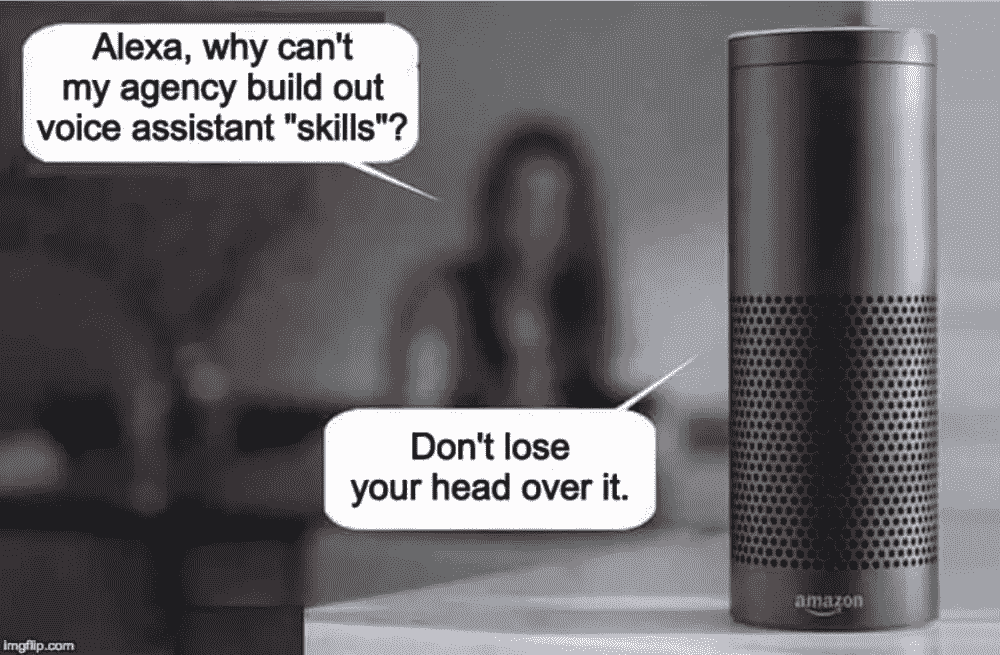 Alexa, why can't
my agency build out
voice assistant "skills"?
Don't lose
your head over it.
amazon
imgflip.com